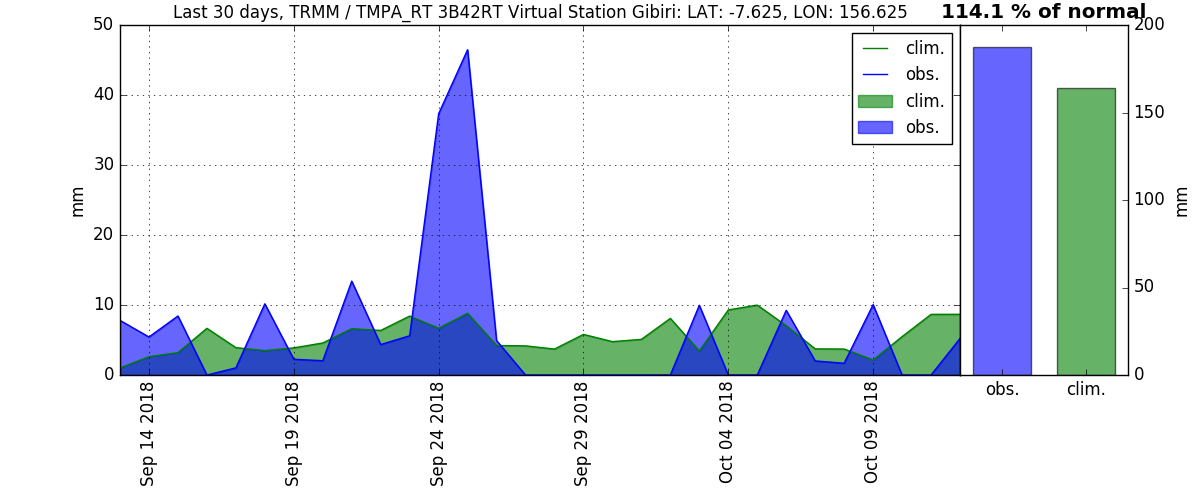 Last 30 days, TRMM / TMPA_RT 3B42RT Virtual Station Gibiri: LAT: -7.625, LON: 156.625
114.1 % of normal
50
40
30
20
10
0
mm
clim.
obs.
clim.
obs.
200
150
100
50
0
mm
obs.
clim.
Sep 14 2018
Sep 19 2018
Sep 24 2018
Sep 29 2018
Oct 04 2018
Oct 09 2018